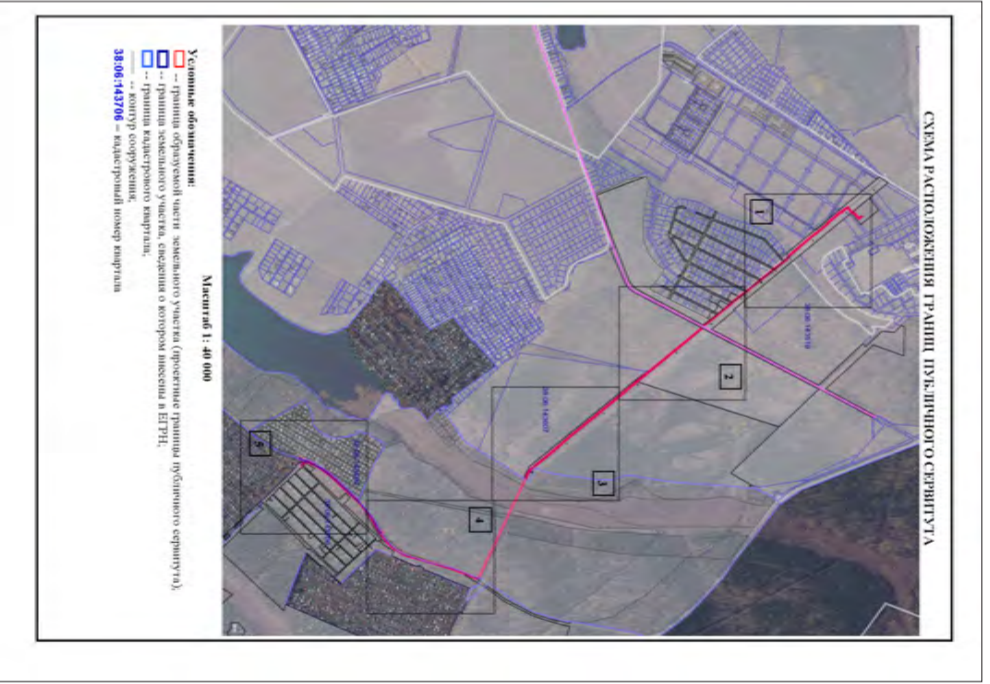 СХЕМА РАСПОЛОЖЕНИЯ ГРАНИЦ ПУБЛИЧНОГО СЕРВИТУТА
1
2
3
4
5
Масштаб 1: 40 000
Условные обозначения:
-- граница образуемой части земельного участка (проектные границы публичного сервитута);
-- граница земельного участка, сведения о котором внесены в ЕГРН;
-- граница кадастрового квартала;
-- контур сооружения;
38:06:143706 – кадастровый номер квартала